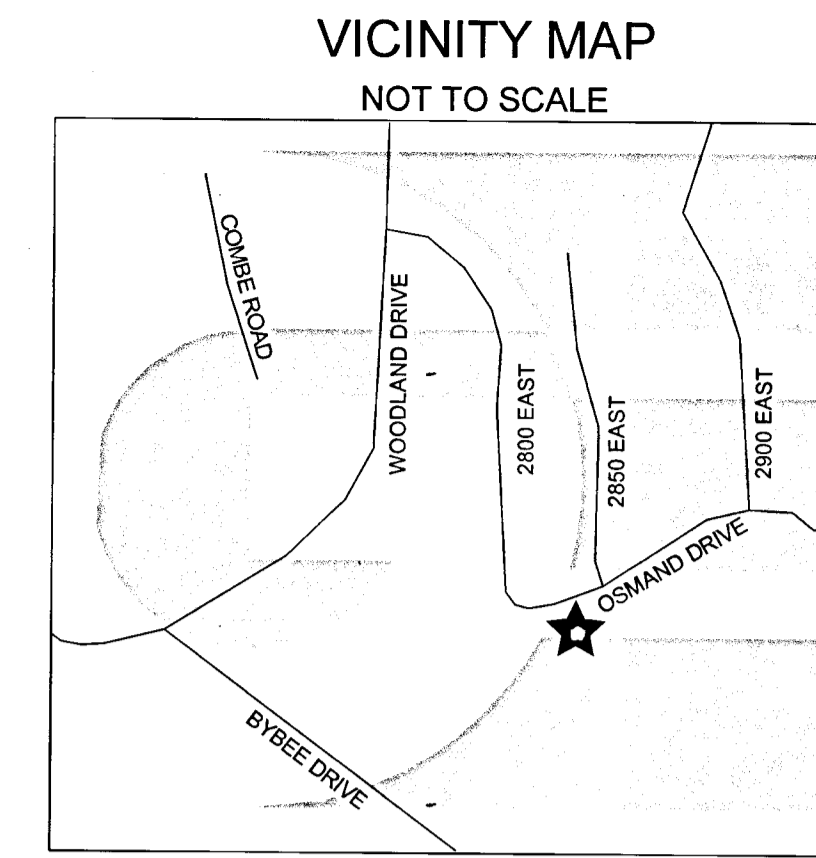 VICINITY MAP
NOT TO SCALE
COMBE ROAD
WOODLAND DRIVE
2800 EAST
2850 EAST
2900 EAST
OSMAND DRIVE
BYBEE DRIVE